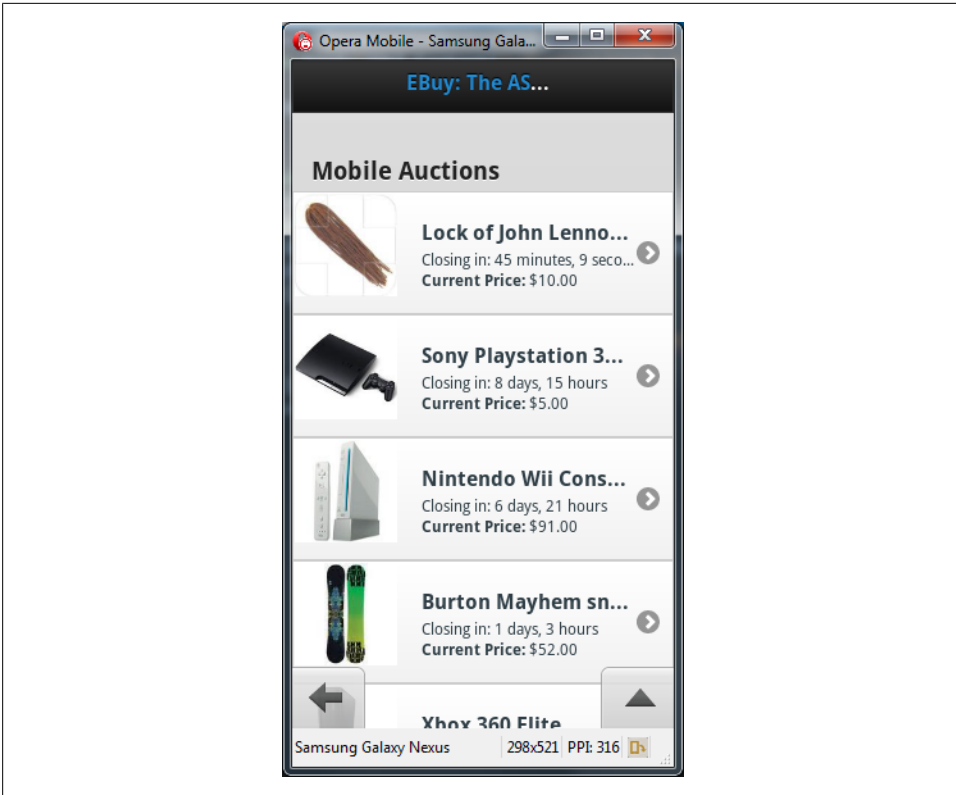 Opera Mobile - Samsung Gala...
EBuy: The AS...
Mobile Auctions
Lock of John Lenno...
Closing in: 45 minutes, 9 seco...
Current Price: $10.00
Sony Playstation 3...
Closing in: 8 days, 15 hours
Current Price: $5.00
Nintendo Wii Cons...
Closing in: 6 days, 21 hours
Current Price: $91.00
Burton Mayhem sn...
Closing in: 1 days, 3 hours
Current Price: $52.00
Xbox 360 Elite
Samsung Galaxy Nexus 298x521 PPI: 316